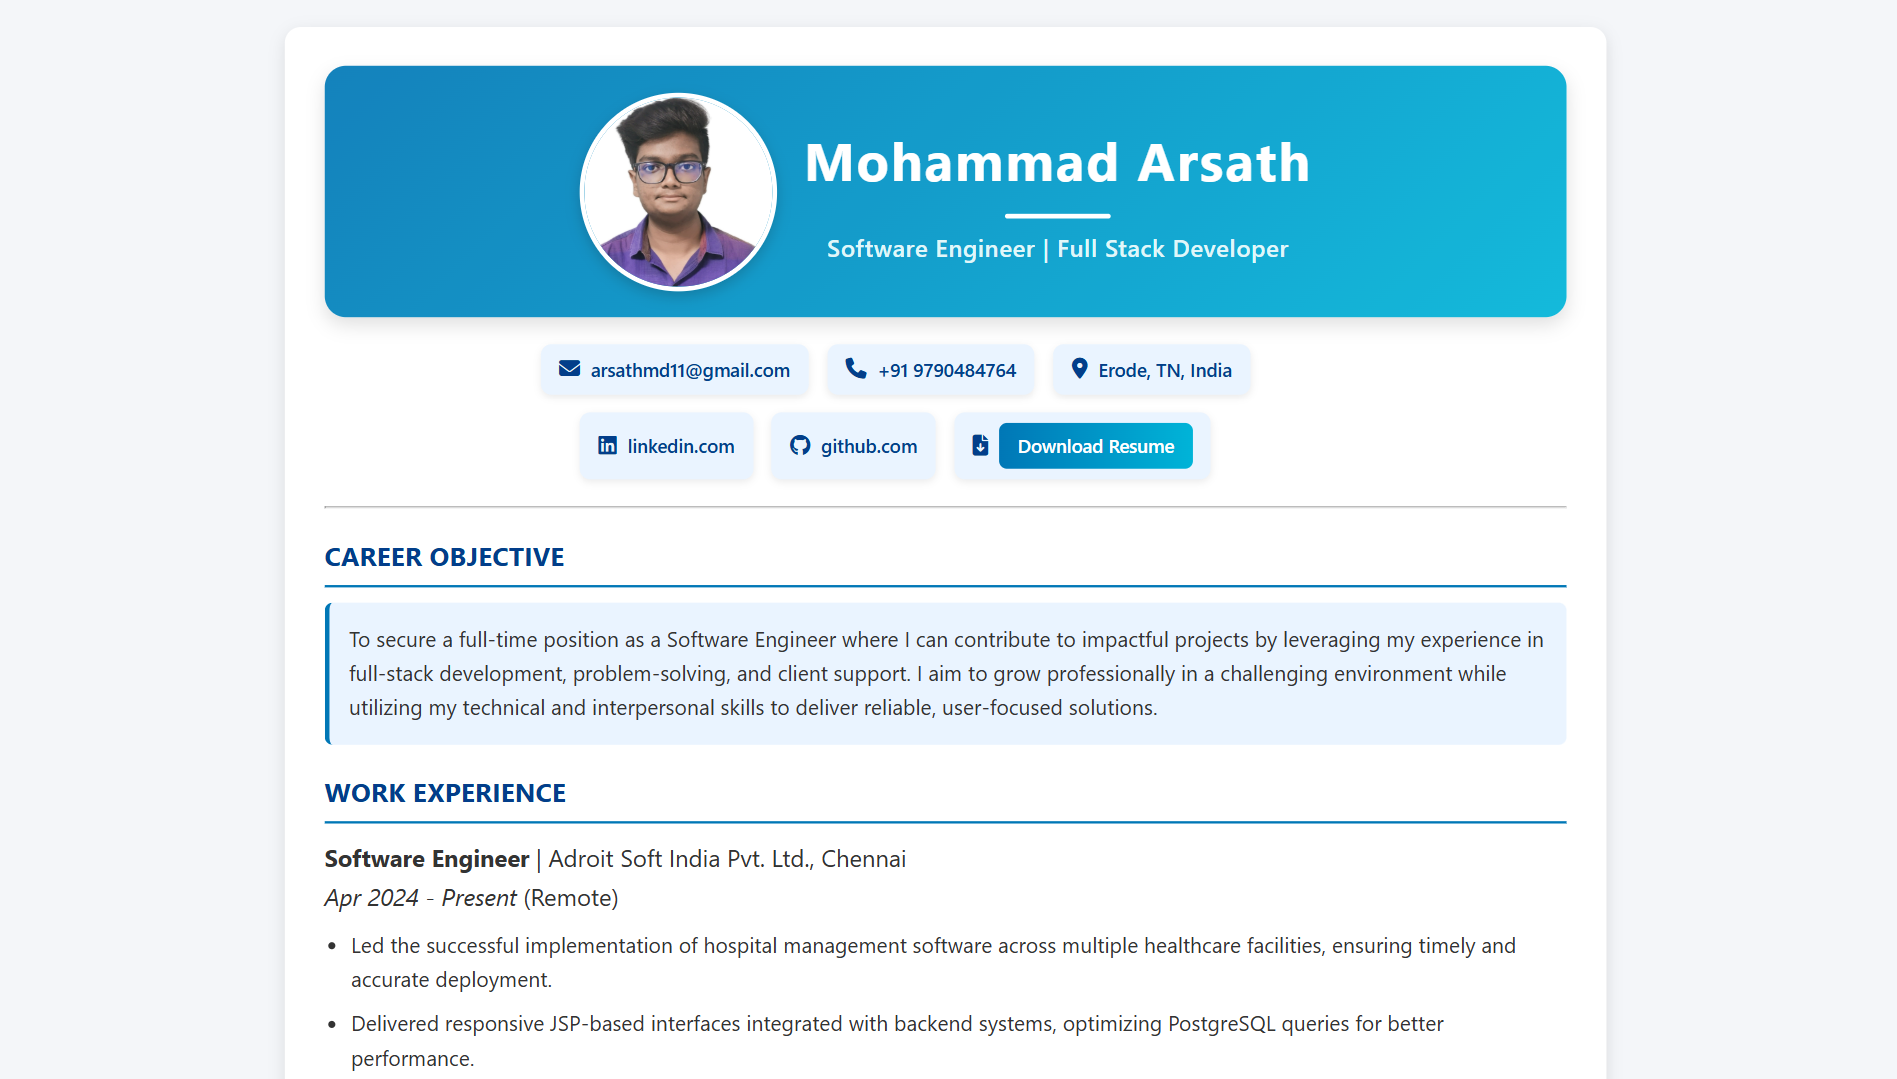 Mohammad Arsath
Software Engineer | Full Stack Developer
arsathmd11@gmail.com
+91 9790484764
Erode, TN, India
linkedin.com
github.com
Download Resume
CAREER OBJECTIVE
To secure a full-time position as a Software Engineer where I can contribute to impactful projects by leveraging my experience in
full-stack development, problem-solving, and client support. I aim to grow professionally in a challenging environment while
utilizing my technical and interpersonal skills to deliver reliable, user-focused solutions.
WORK EXPERIENCE
Software Engineer | Adroit Soft India Pvt. Ltd., Chennai
Apr 2024 - Present (Remote)
• Led the successful implementation of hospital management software across multiple healthcare facilities, ensuring timely and
accurate deployment.
• Delivered responsive JSP-based interfaces integrated with backend systems, optimizing PostgreSQL queries for better
performance.